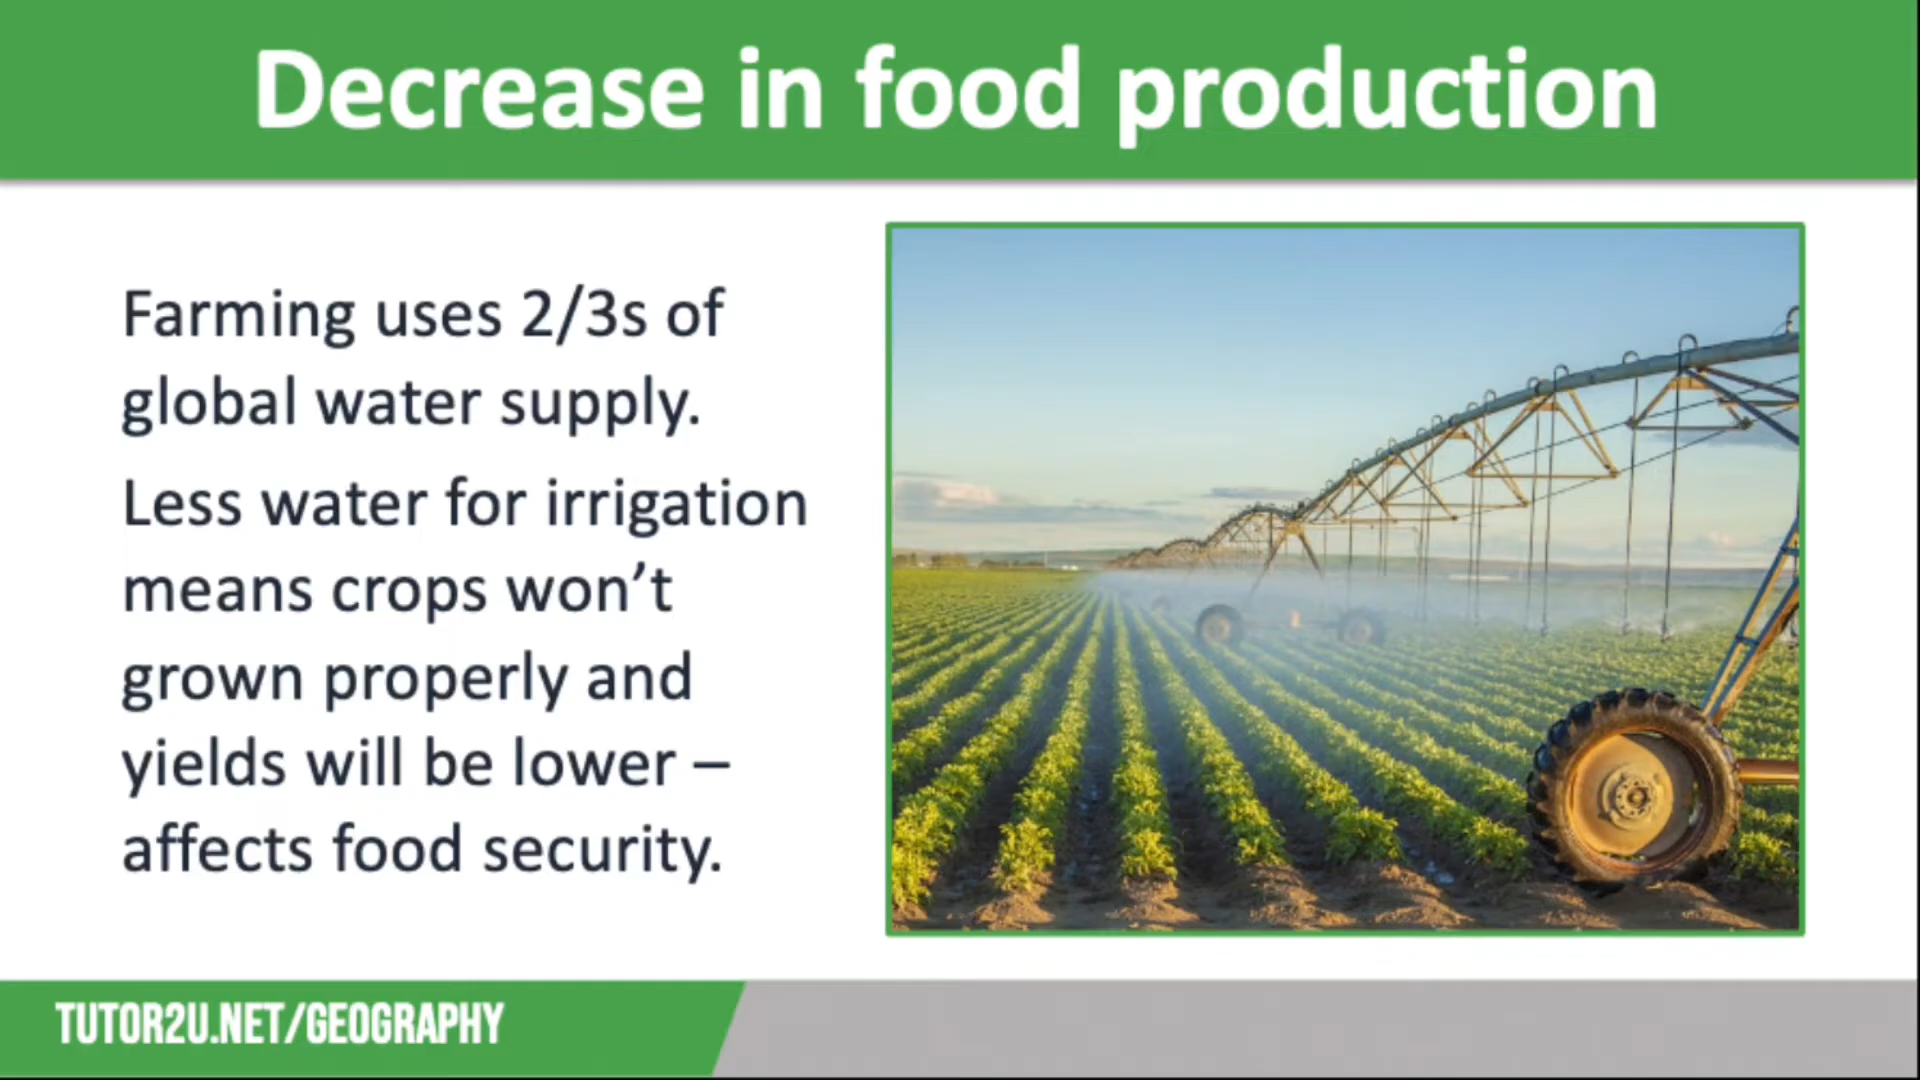 Decrease in food production
Farming uses 2/3s of
global water supply.
Less water for irrigation
means crops won’t
grown properly and
yields will be lower –
affects food security.
TUTOR2U.NET/GEOGRAPHY